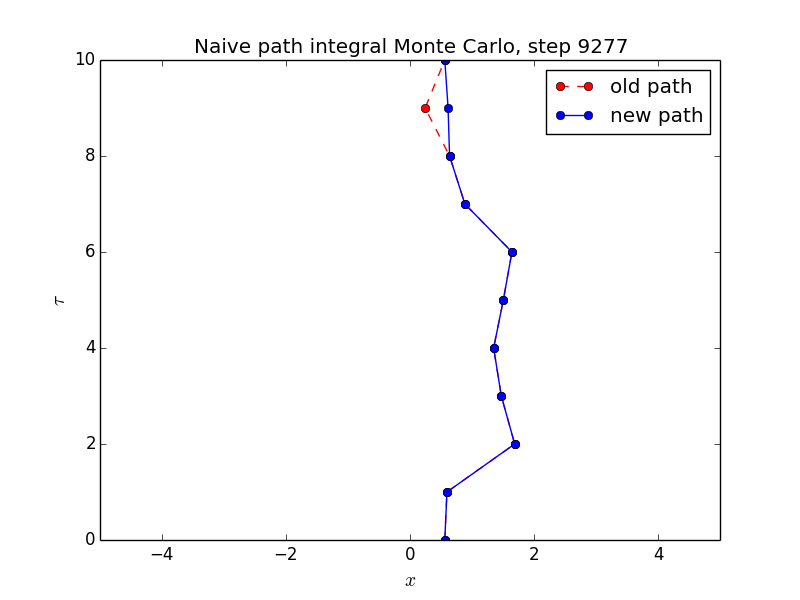 Naive path integral Monte Carlo, step 9277
old path
new path
10
8
6
4
2
0
τ
−4
−2
0
2
4
x